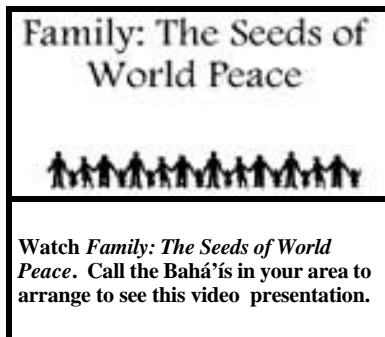 Family: The Seeds of
World Peace
Watch Family: The Seeds of World
Peace. Call the Bahá’ís in your area to
arrange to see this video presentation.